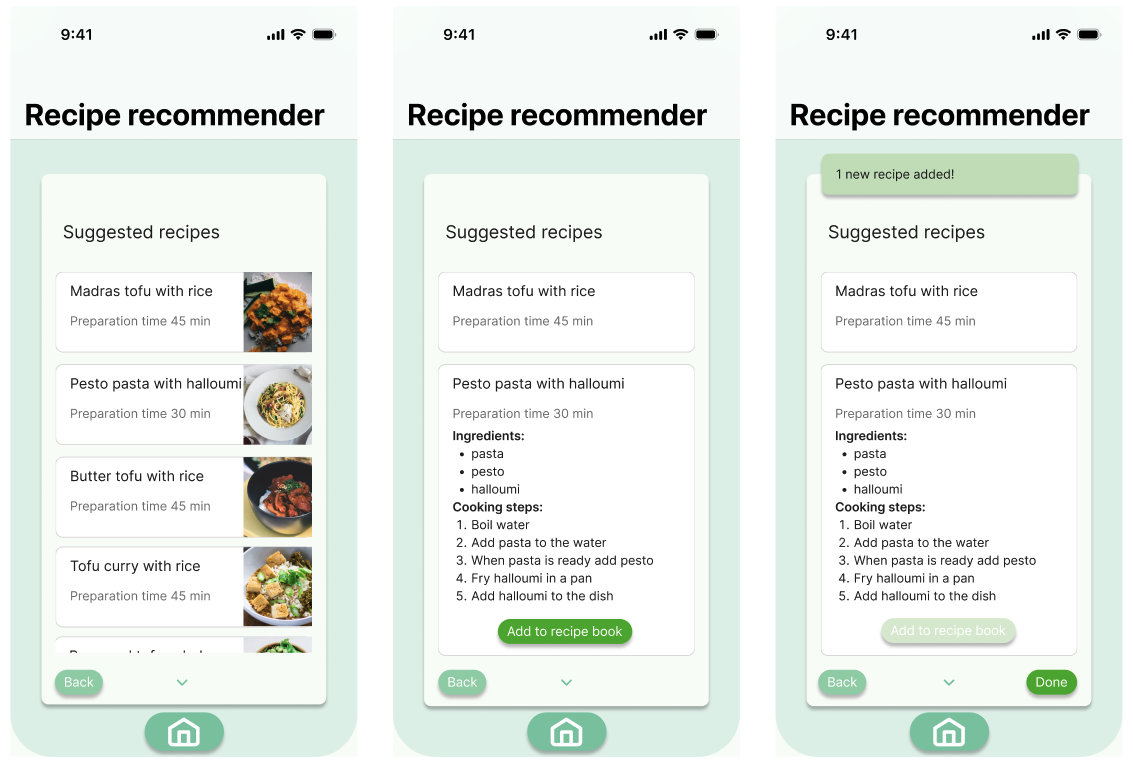 9:41
Recipe recommender
Suggested recipes
Madras tofu with rice
Preparation time 45 min
Pesto pasta with halloumi
Preparation time 30 min
Butter tofu with rice
Preparation time 45 min
Tofu curry with rice
Preparation time 45 min
Back
9:41
Recipe recommender
Suggested recipes
Madras tofu with rice
Preparation time 45 min
Pesto pasta with halloumi
Preparation time 30 min
Ingredients:
• pasta
• pesto
• halloumi
Cooking steps:
1. Boil water
2. Add pasta to the water
3. When pasta is ready add pesto
4. Fry halloumi in a pan
5. Add halloumi to the dish
Add to recipe book
Back
9:41
Recipe recommender
1 new recipe added!
Suggested recipes
Madras tofu with rice
Preparation time 45 min
Pesto pasta with halloumi
Preparation time 30 min
Ingredients:
• pasta
• pesto
• halloumi
Cooking steps:
1. Boil water
2. Add pasta to the water
3. When pasta is ready add pesto
4. Fry halloumi in a pan
5. Add halloumi to the dish
Add to recipe book
Back
Done